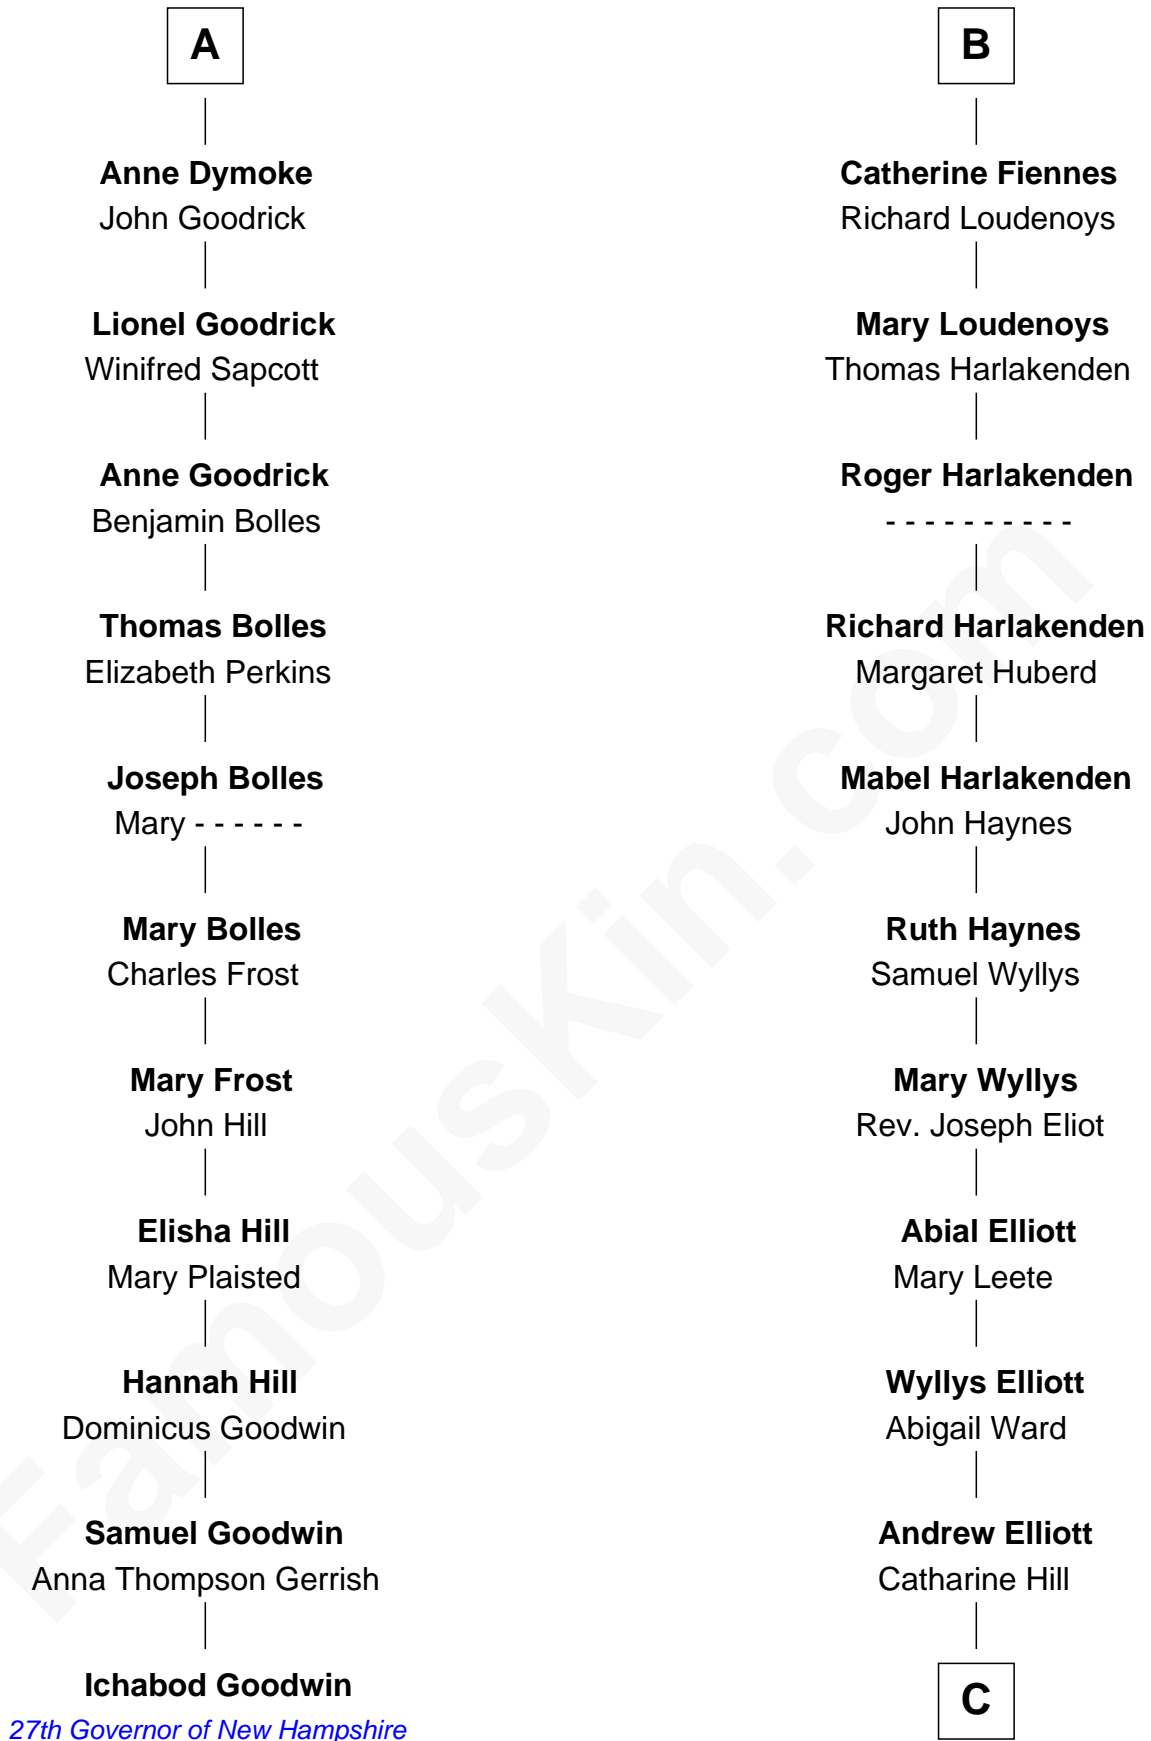 A
Anne Dymoke
John Goodrick
Lionel Goodrick
Winifred Sapcott
Anne Goodrick
Benjamin Bolles
Thomas Bolles
Elizabeth Perkins
Joseph Bolles
Mary - - - - - -
Mary Bolles
Charles Frost
Mary Frost
John Hill
Elisha Hill
Mary Plaisted
Hannah Hill
Dominicus Goodwin
Samuel Goodwin
Anna Thompson Gerrish
Ichabod Goodwin
27th Governor of New Hampshire
B
Catherine Fiennes
Richard Loudenoys
Mary Loudenoys
Thomas Harlakenden
Roger Harlakenden
- - - - - - - - - -
Richard Harlakenden
Margaret Huberd
Mabel Harlakenden
John Haynes
Ruth Haynes
Samuel Wyllys
Mary Wyllys
Rev. Joseph Eliot
Abial Elliott
Mary Leete
Wyllys Elliott
Abigail Ward
Andrew Elliott
Catharine Hill
C
FamousKin.com